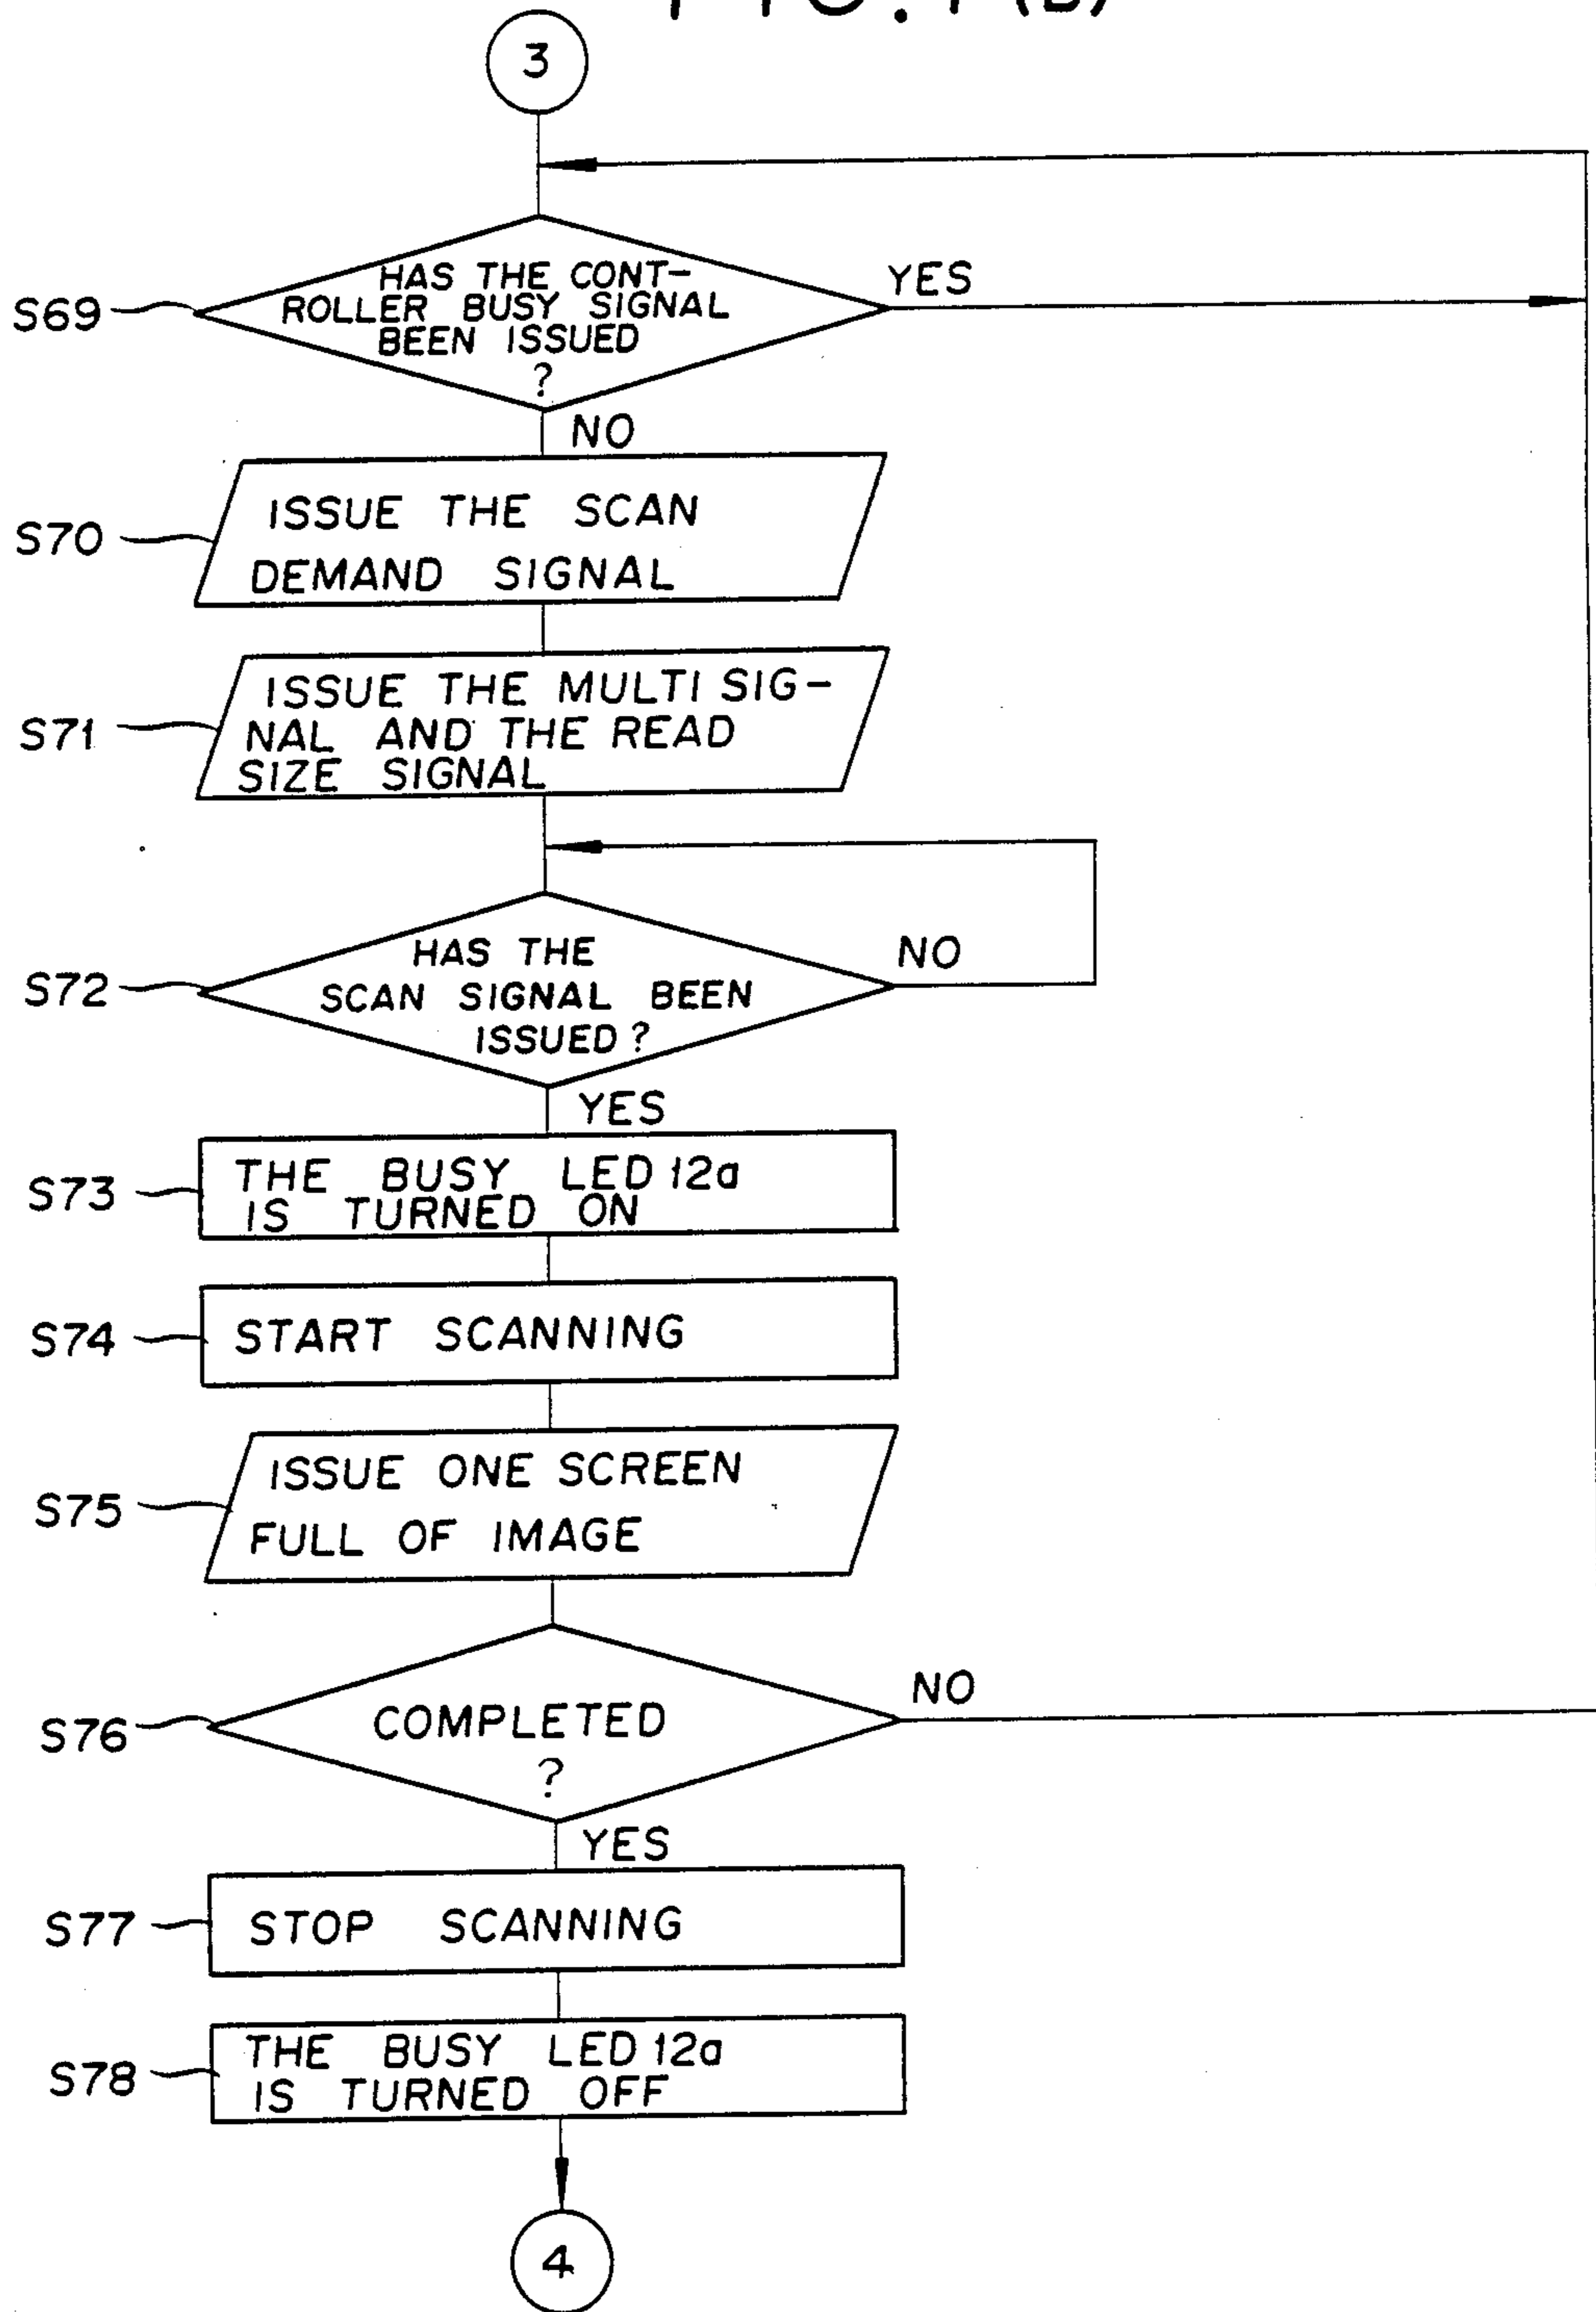 3
HAS THE CONT-
ROLLER BUSY SIGNAL
BEEN ISSUED
?
YES
S69
NO
ISSUE THE SCAN
DEMAND SIGNAL
S70
ISSUE THE MULTI SIG-
NAL AND THE READ
SIZE SIGNAL
S71
HAS THE
SCAN SIGNAL BEEN
ISSUED?
NO
S72
YES
THE BUSY LED 12a
IS TURNED ON
S73
START SCANNING
S74
ISSUE ONE SCREEN
FULL OF IMAGE
S75
COMPLETED
?
NO
S76
YES
STOP SCANNING
S77
THE BUSY LED 12a
IS TURNED OFF
S78
4